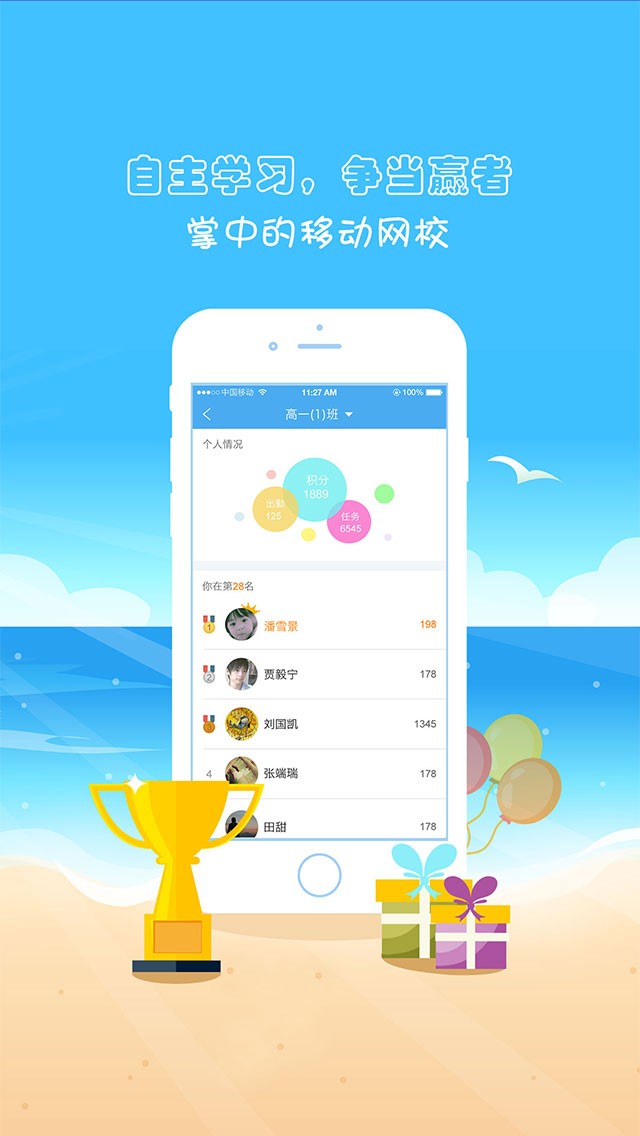 自主学习，争当赢者
掌中的移动网校
中国移动 11:27 AM 100%
高一(1)班
个人情况
积分
1889
出勤
125
任务
6545
你在第28名
1 潘雪景 198
2 贾毅宁 178
3 刘国凯 1345
4 张端瑞 178
田甜 178